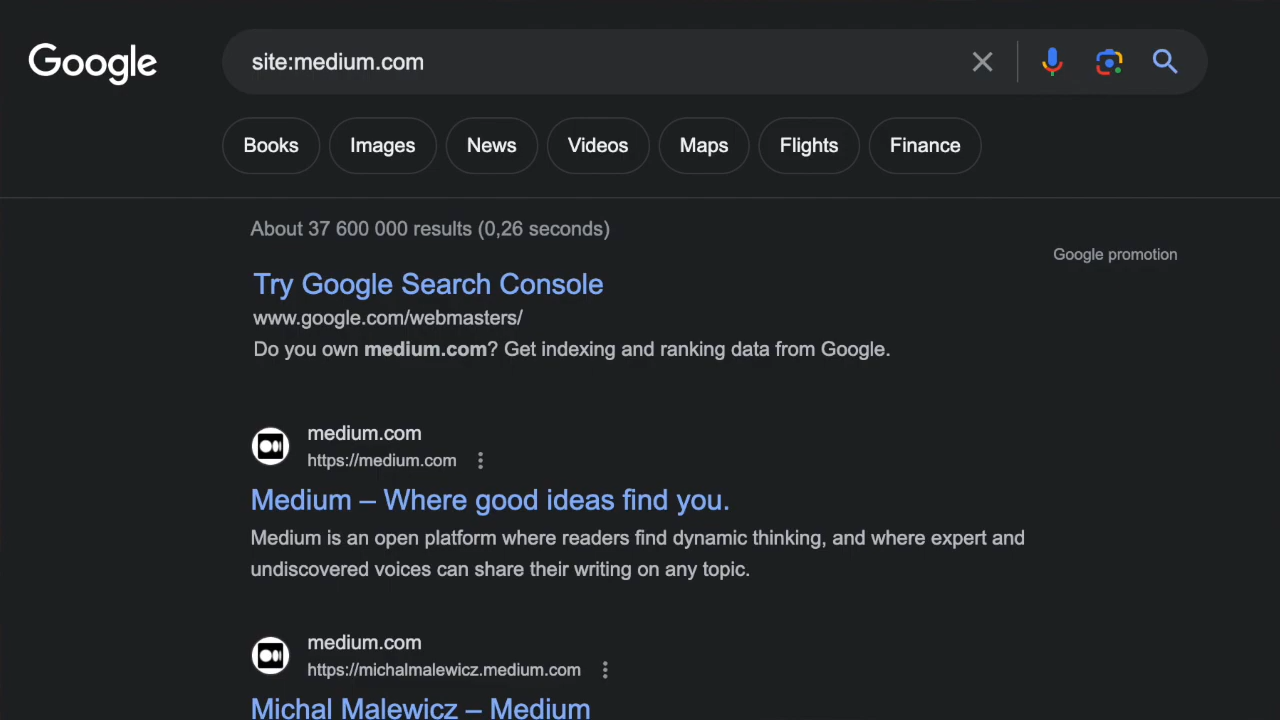 Google
site:medium.com
Books Images News Videos Maps Flights Finance
About 37 600 000 results (0,26 seconds)
Google promotion
Try Google Search Console
www.google.com/webmasters/
Do you own medium.com? Get indexing and ranking data from Google.
medium.com
https://medium.com
Medium – Where good ideas find you.
Medium is an open platform where readers find dynamic thinking, and where expert and
undiscovered voices can share their writing on any topic.
medium.com
https://michalmalewicz.medium.com
Michal Malewicz – Medium